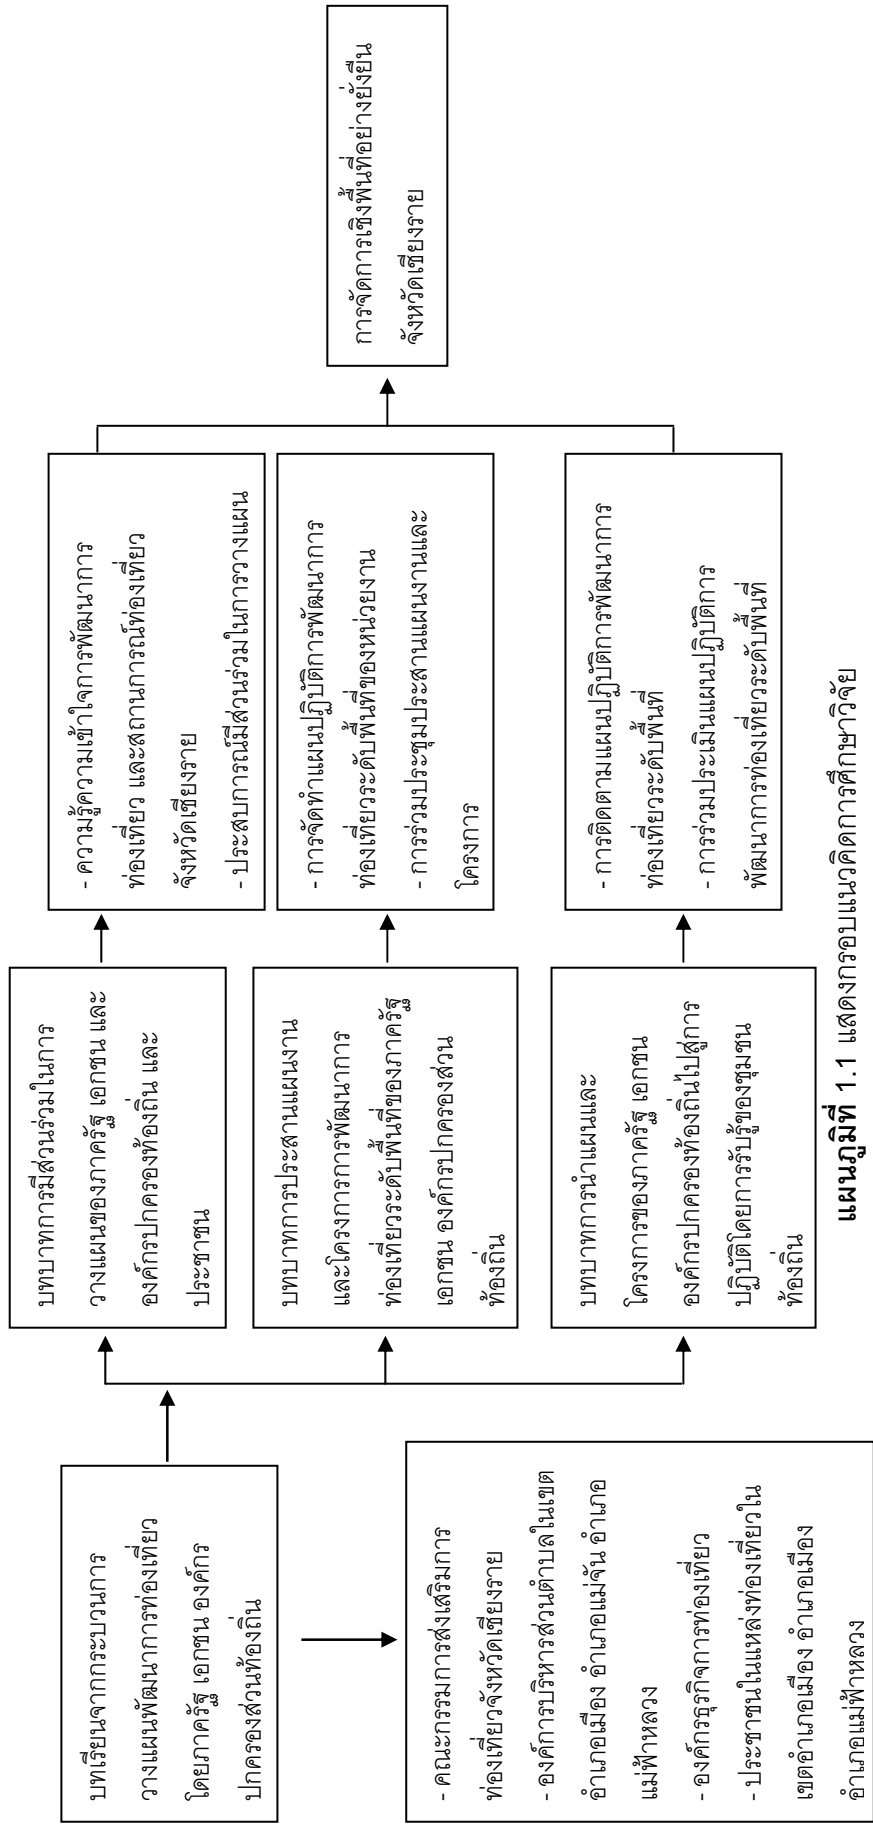 บทเรียนจากกระบวนการ
วางแผนพัฒนาการท่องเที่ยว
โดยภาครัฐ เอกชน องค์กร
ปกครองส่วนท้องถิ่น
- คณะกรรมการส่งเสริมการ
ท่องเที่ยวจังหวัดเชียงราย
- องค์การบริหารส่วนตำบลในเขต
อำเภอเมือง อำเภอแม่จัน อำเภอ
แม่ฟ้าหลวง
- องค์กรธุรกิจการท่องเที่ยว
- ประชาชนในแหล่งท่องเที่ยวใน
เขตอำเภอเมือง อำเภอเมือง
อำเภอแม่ฟ้าหลวง
บทบาทการมีส่วนร่วมในการ
วางแผนของภาครัฐ เอกชน และ
องค์กรปกครองท้องถิ่น และ
ประชาชน
บทบาทการประสานแผนงาน
และโครงการการพัฒนาการ
ท่องเที่ยวระดับพื้นที่ของภาครัฐ
เอกชน องค์กรปกครองส่วน
ท้องถิ่น
บทบาทการนำแผนและ
โครงการของภาครัฐ เอกชน
องค์กรปกครองท้องถิ่นไปสู่การ
ปฏิบัติโดยการรับรู้ของชุมชน
ท้องถิ่น
- ความรู้ความเข้าใจการพัฒนาการ
ท่องเที่ยว และสถานการณ์ท่องเที่ยว
จังหวัดเชียงราย
- ประสบการณ์มีส่วนร่วมในการวางแผน
- การจัดทำแผนปฏิบัติการพัฒนาการ
ท่องเที่ยวระดับพื้นที่ของหน่วยงาน
- การร่วมประชุมประสานแผนงานและ
โครงการ
- การติดตามแผนปฏิบัติการพัฒนาการ
ท่องเที่ยวระดับพื้นที่
- การร่วมประเมินแผนปฏิบัติการ
พัฒนาการท่องเที่ยวระดับพื้นที่
การจัดการเชิงพื้นที่อย่างยั่งยืน
จังหวัดเชียงราย
แผนภูมิที่ 1.1 แสดงกรอบแนวคิดการศึกษาวิจัย